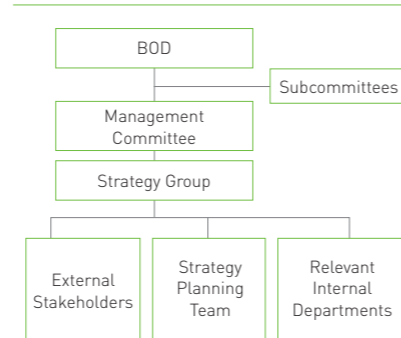 BOD
Subcommittees
Management
Committee
Strategy Group
External
Stakeholders
Strategy
Planning
Team
Relevant
Internal
Departments